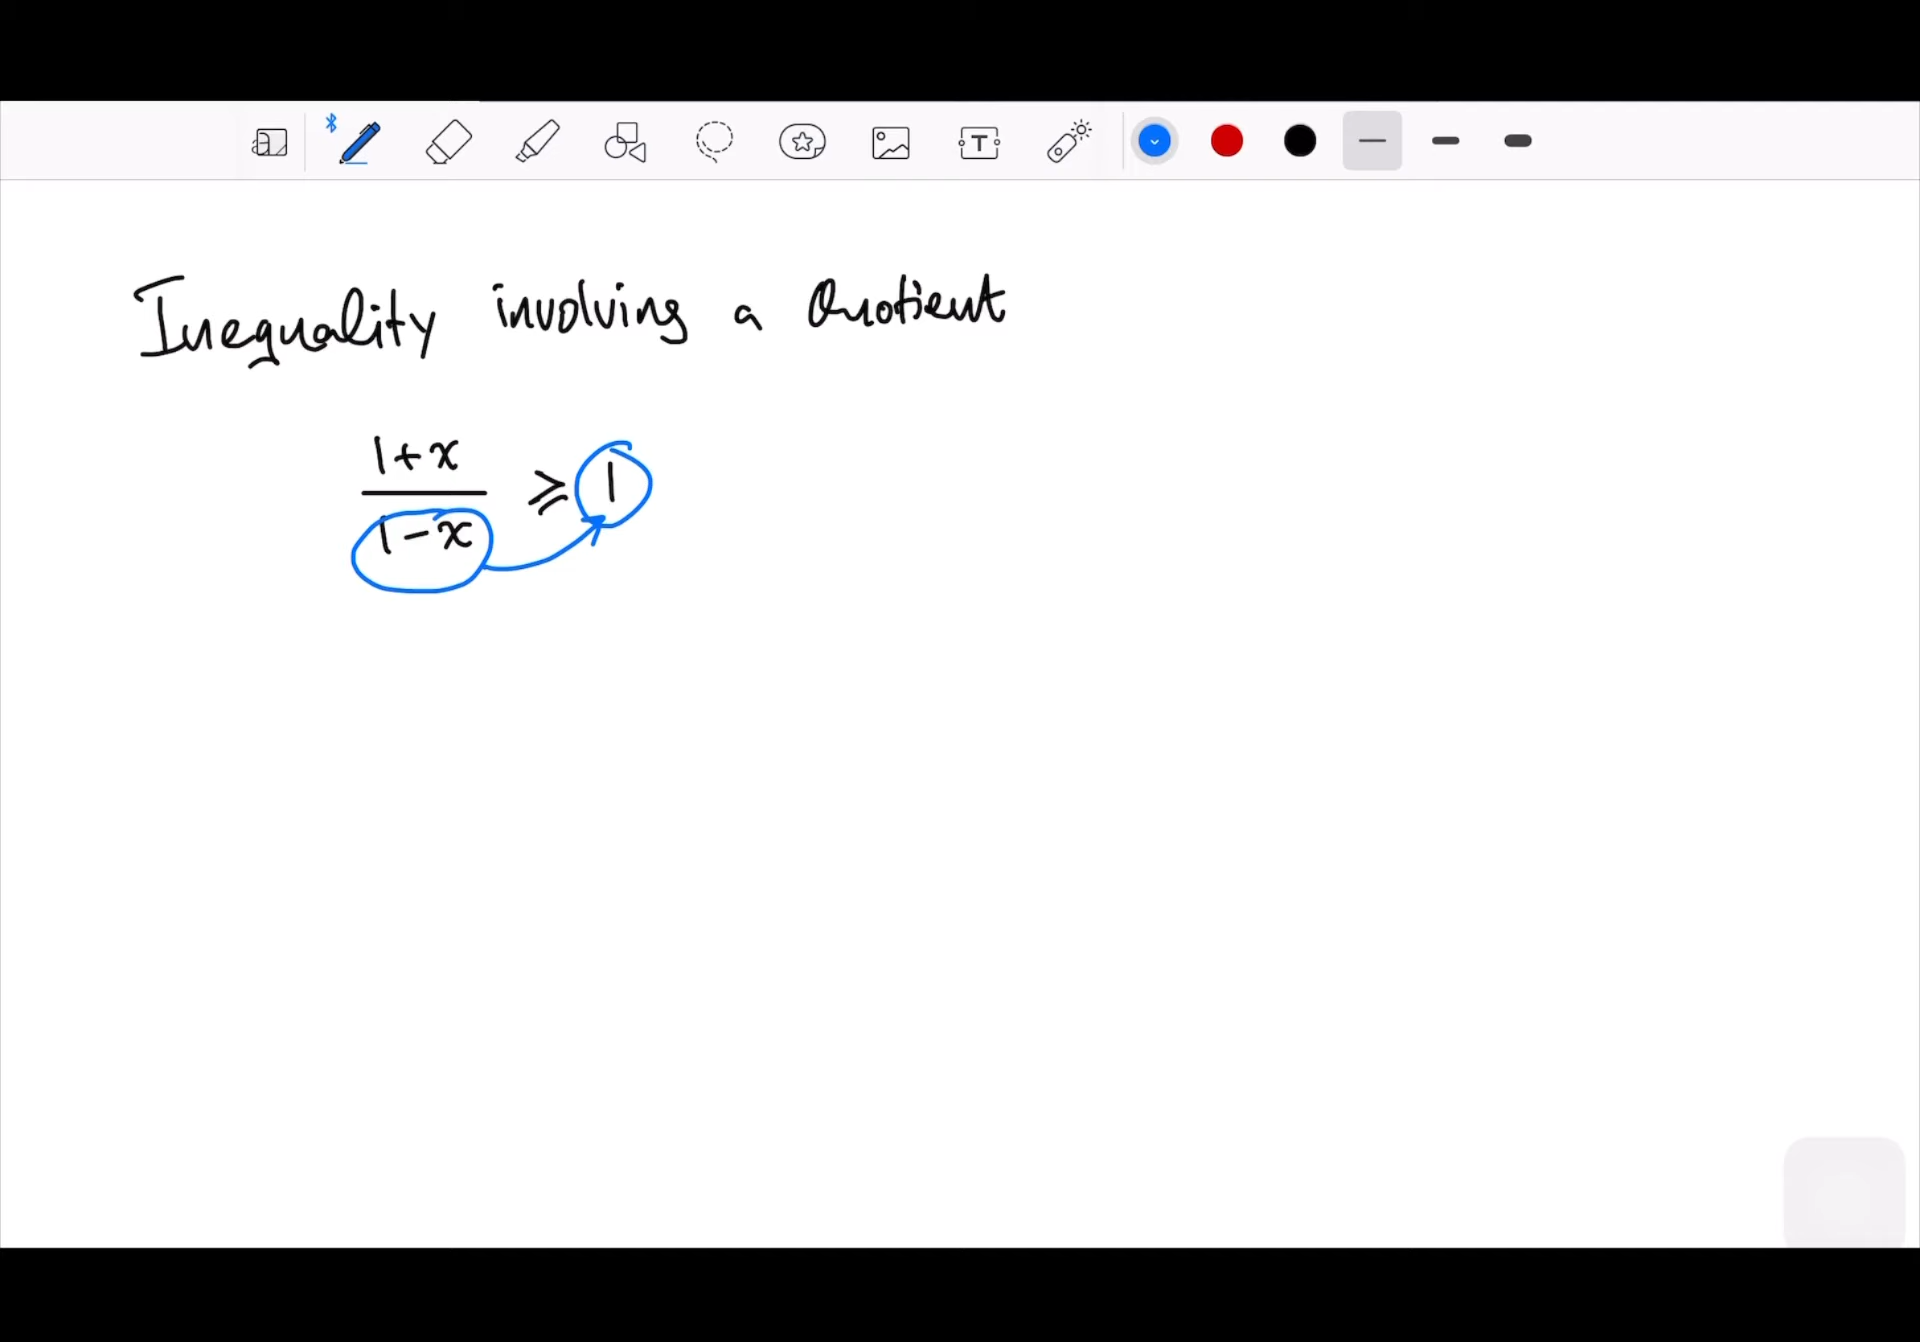 Inequality involving a Quotient
1+x
≥ 1
1-x